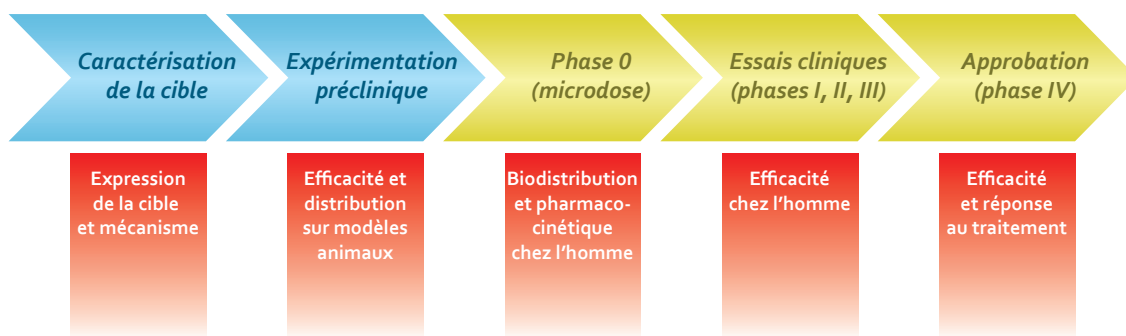 Caractérisation
de la cible
Expérimentation
préclinique
Phase 0
(microdose)
Essais cliniques
(phases I, II, III)
Approbation
(phase IV)
Expression
de la cible
et mécanisme
Efficacité et
distribution
sur modèles
animaux
Biodistribution
et pharmaco-
cinétique
chez l'homme
Efficacité
chez l'homme
Efficacité
et réponse
au traitement